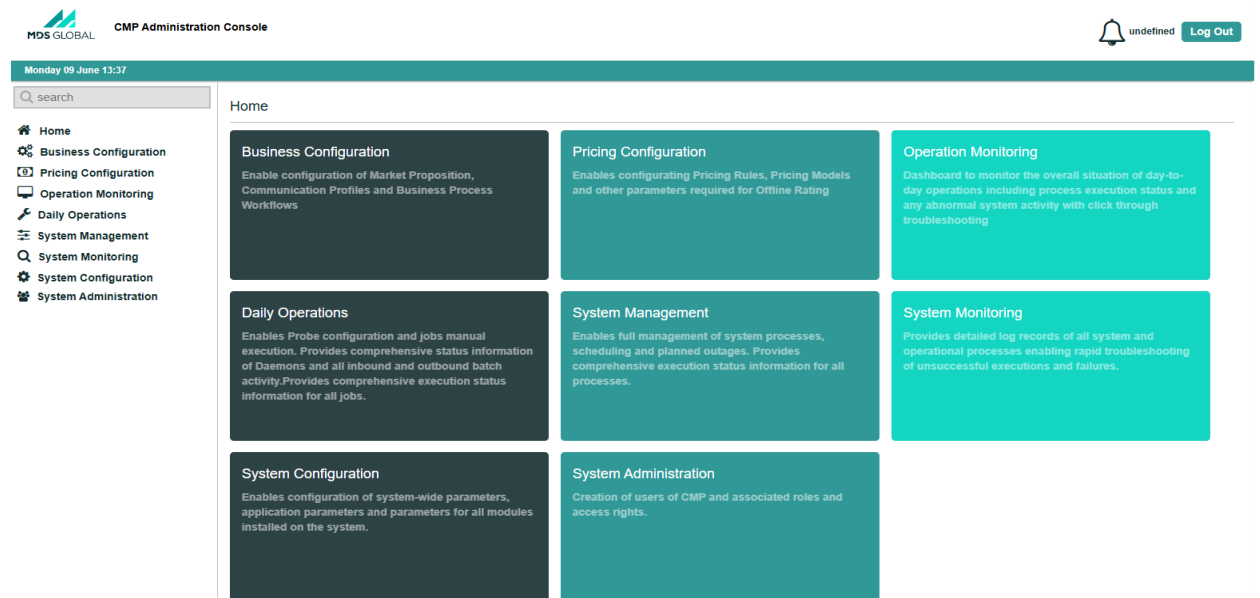 MDS GLOBAL
CMP Administration Console
undefined
Log Out
Monday 09 June 13:37
search
Home
Business Configuration
Pricing Configuration
Operation Monitoring
Daily Operations
System Management
System Monitoring
System Configuration
System Administration
Home
Business Configuration
Enable configuration of Market Proposition,
Communication Profiles and Business Process
Workflows
Pricing Configuration
Enables configurating Pricing Rules, Pricing Models
and other parameters required for Offline Rating
Operation Monitoring
Dashboard to monitor the overall situation of day-to-
day operations including process execution status and
any abnormal system activity with click through
troubleshooting
Daily Operations
Enables Probe configuration and jobs manual
execution. Provides comprehensive status information
of Daemons and all inbound and outbound batch
activity.Provides comprehensive execution status
information for all jobs.
System Management
Enables full management of system processes,
scheduling and planned outages. Provides
comprehensive execution status information for all
processes.
System Monitoring
Provides detailed log records of all system and
operational processes enabling rapid troubleshooting
of unsuccessful executions and failures.
System Configuration
Enables configuration of system-wide parameters,
application parameters and parameters for all modules
installed on the system.
System Administration
Creation of users of CMP and associated roles and
access rights.